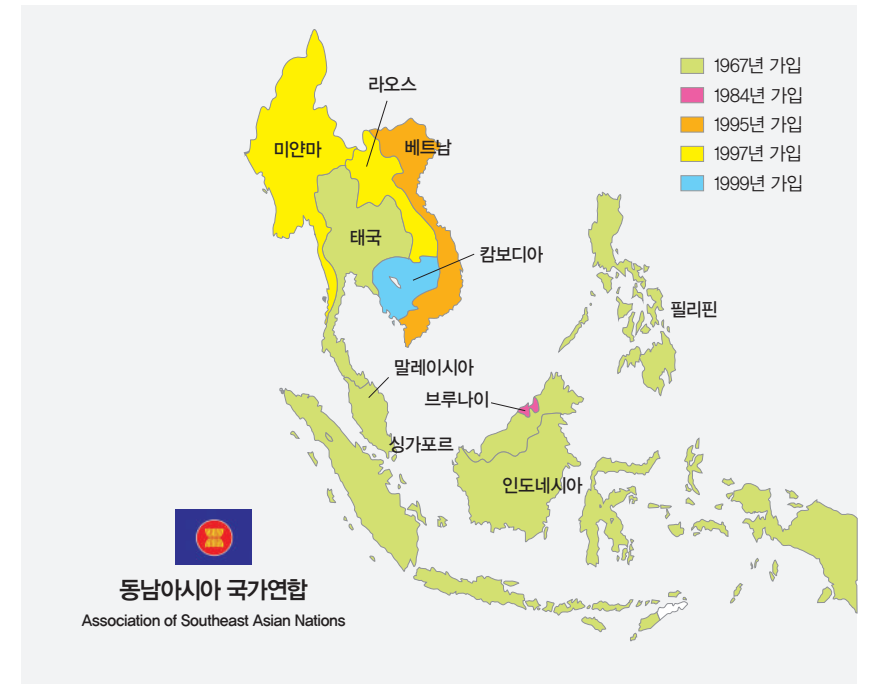 1967년 가입
1984년 가입
1995년 가입
1997년 가입
1999년 가입
라오스
미얀마
베트남
태국
캄보디아
필리핀
말레이시아
브루나이
싱가포르
인도네시아
동남아시아 국가연합
Association of Southeast Asian Nations